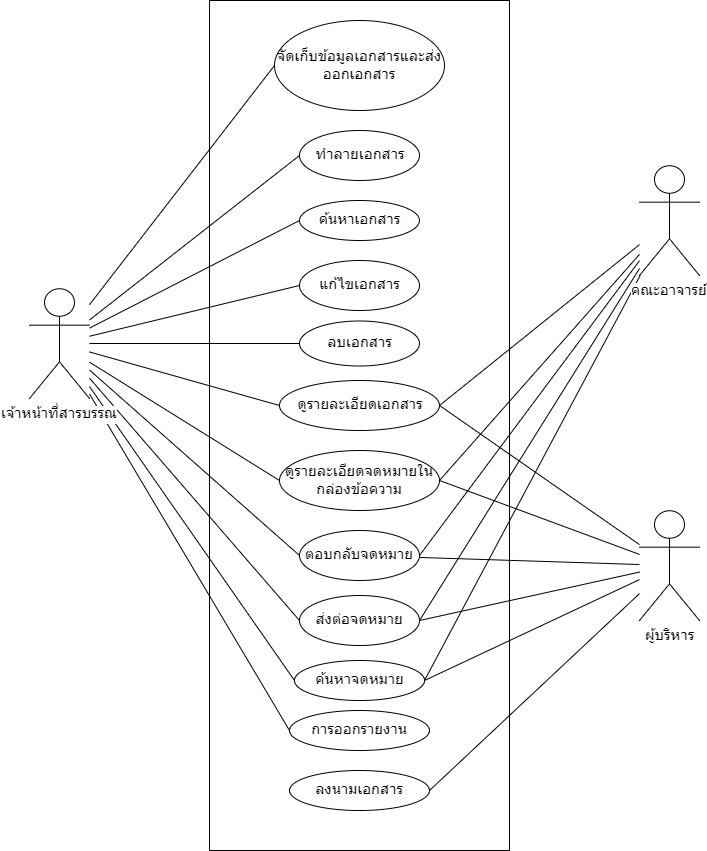 จัดเก็บข้อมูลเอกสารและส่ง
ออกเอกสาร
ทำลายเอกสาร
ค้นหาเอกสาร
แก้ไขเอกสาร
ลบเอกสาร
ดูรายละเอียดเอกสาร
ดูรายละเอียดจดหมายใน
กล่องข้อความ
ตอบกลับจดหมาย
ส่งต่อจดหมาย
ค้นหาจดหมาย
การออกรายงาน
ลงนามเอกสาร
เจ้าหน้าที่สารบรรณ
คณะอาจารย์
ผู้บริหาร